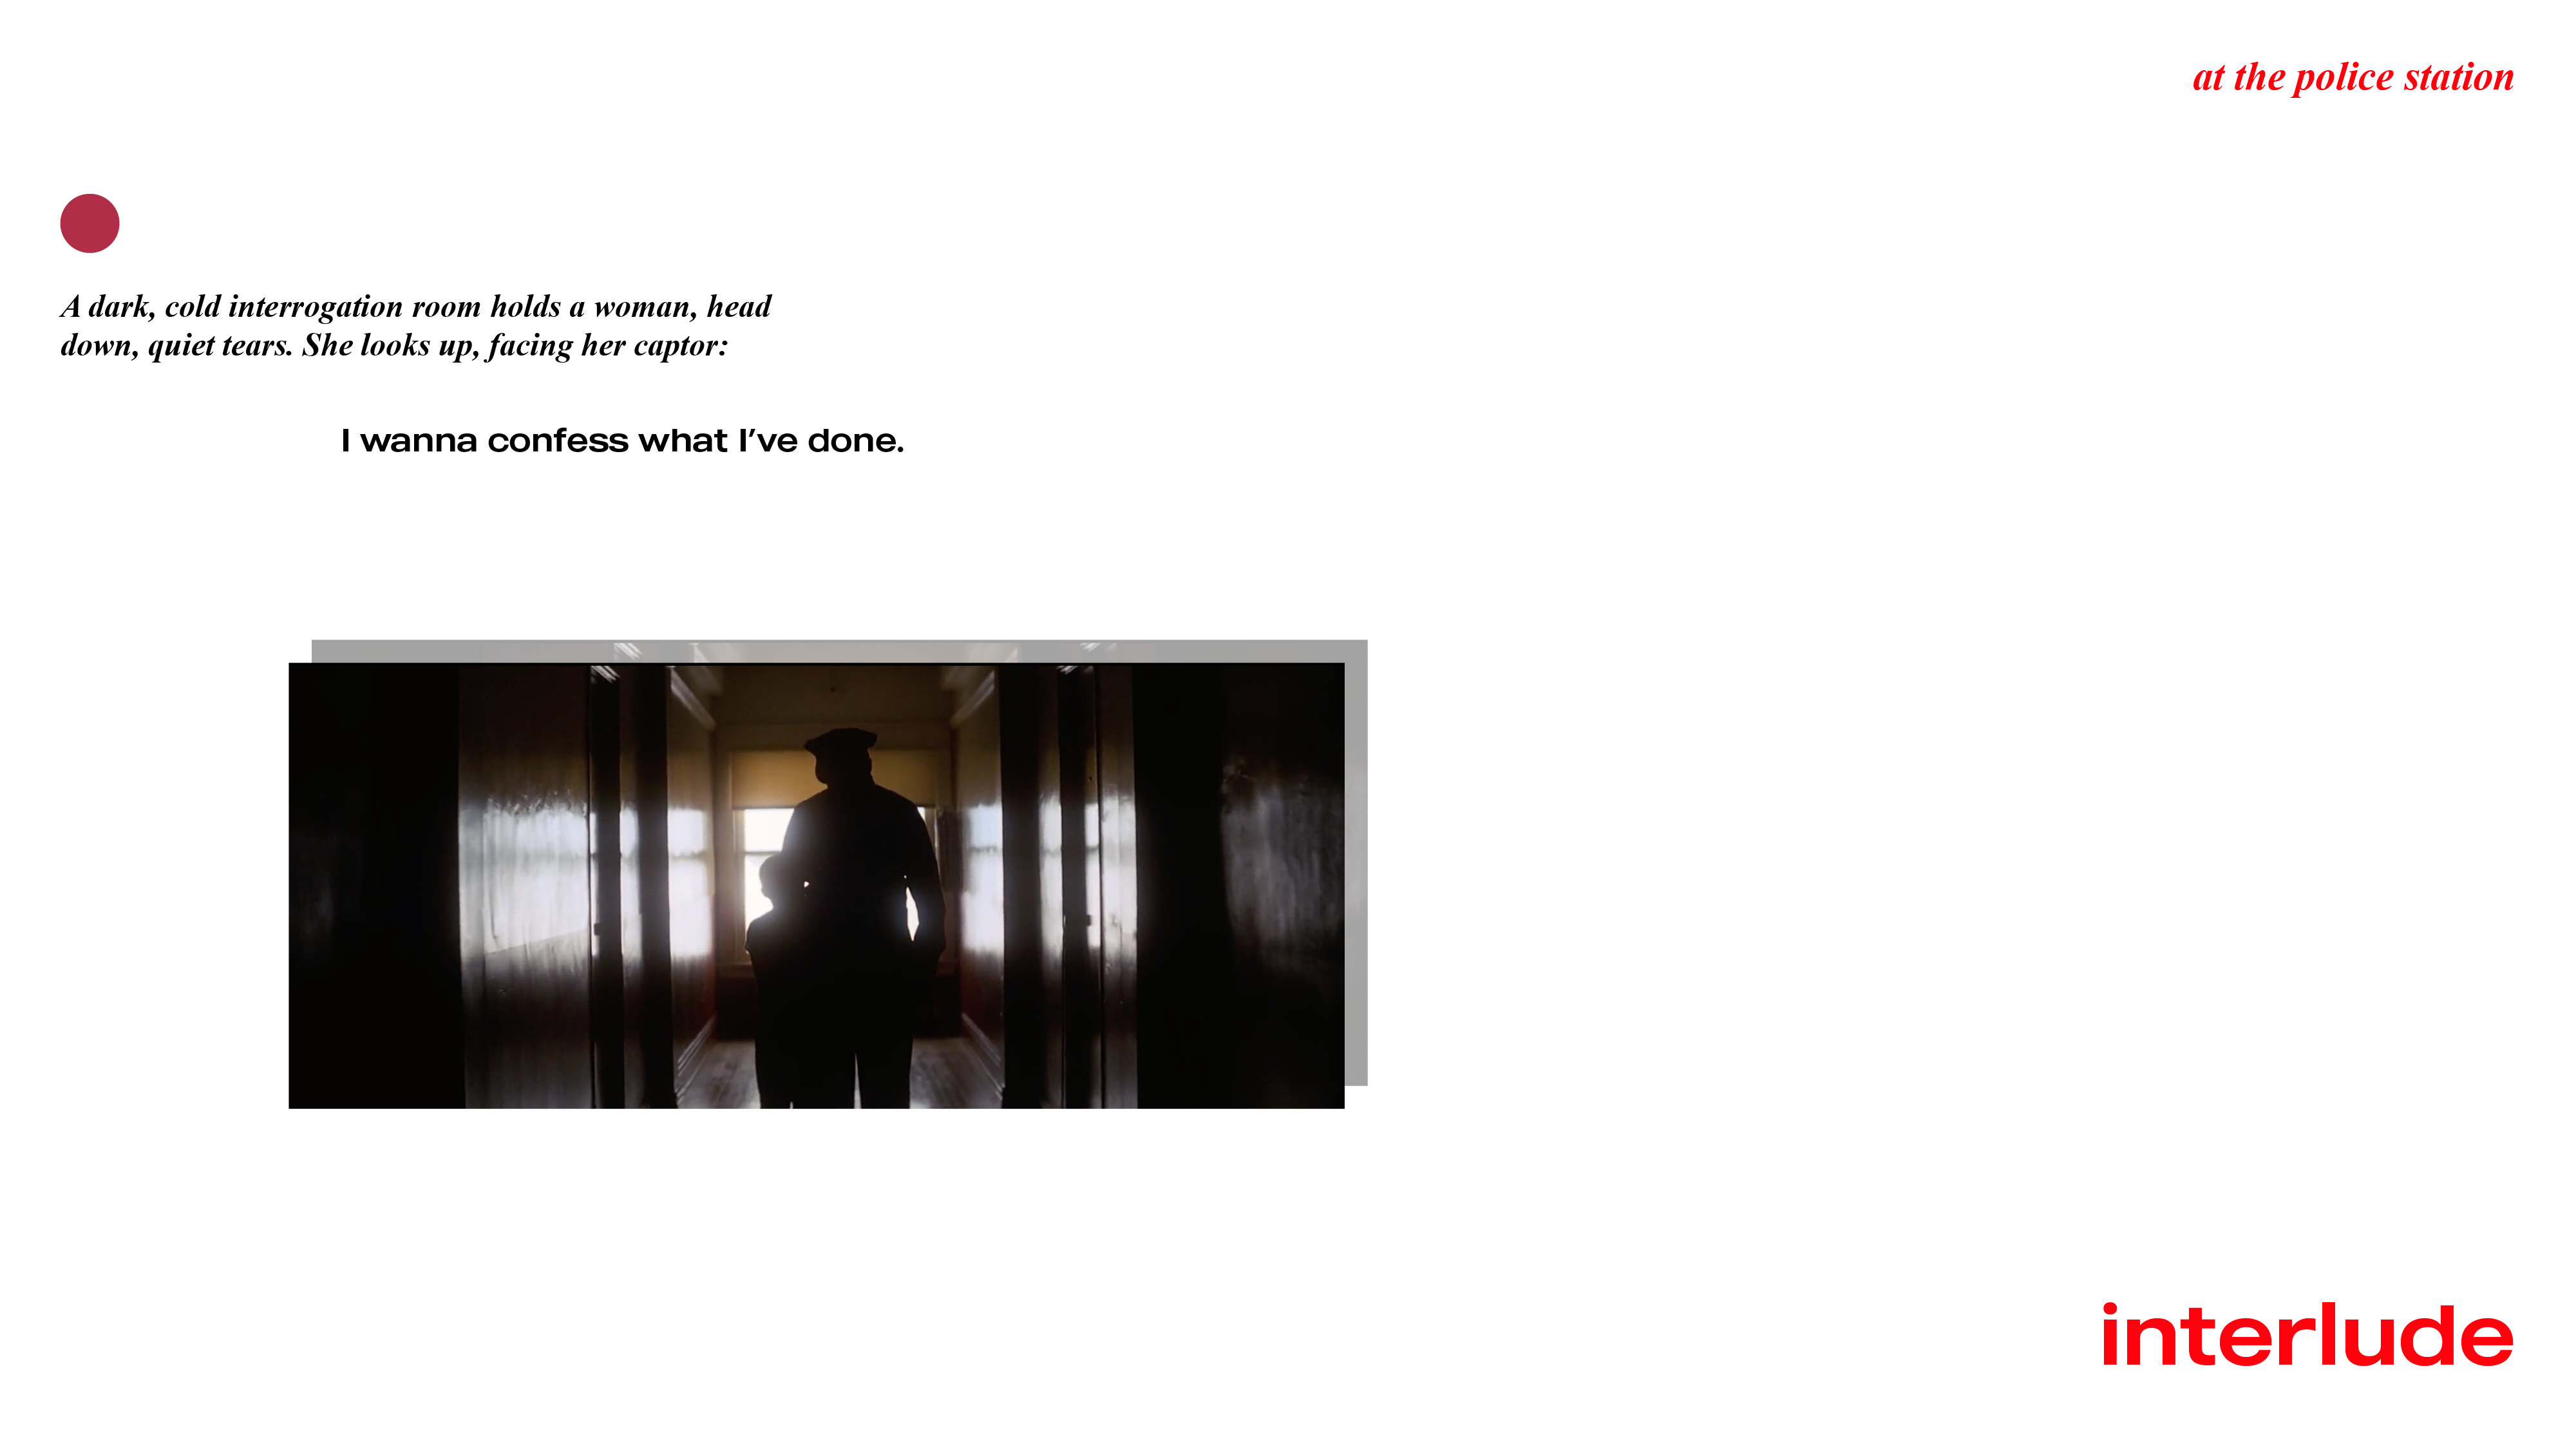 at the police station
A dark, cold interrogation room holds a woman, head
down, quiet tears. She looks up, facing her captor:
I wanna confess what I've done.
interlude